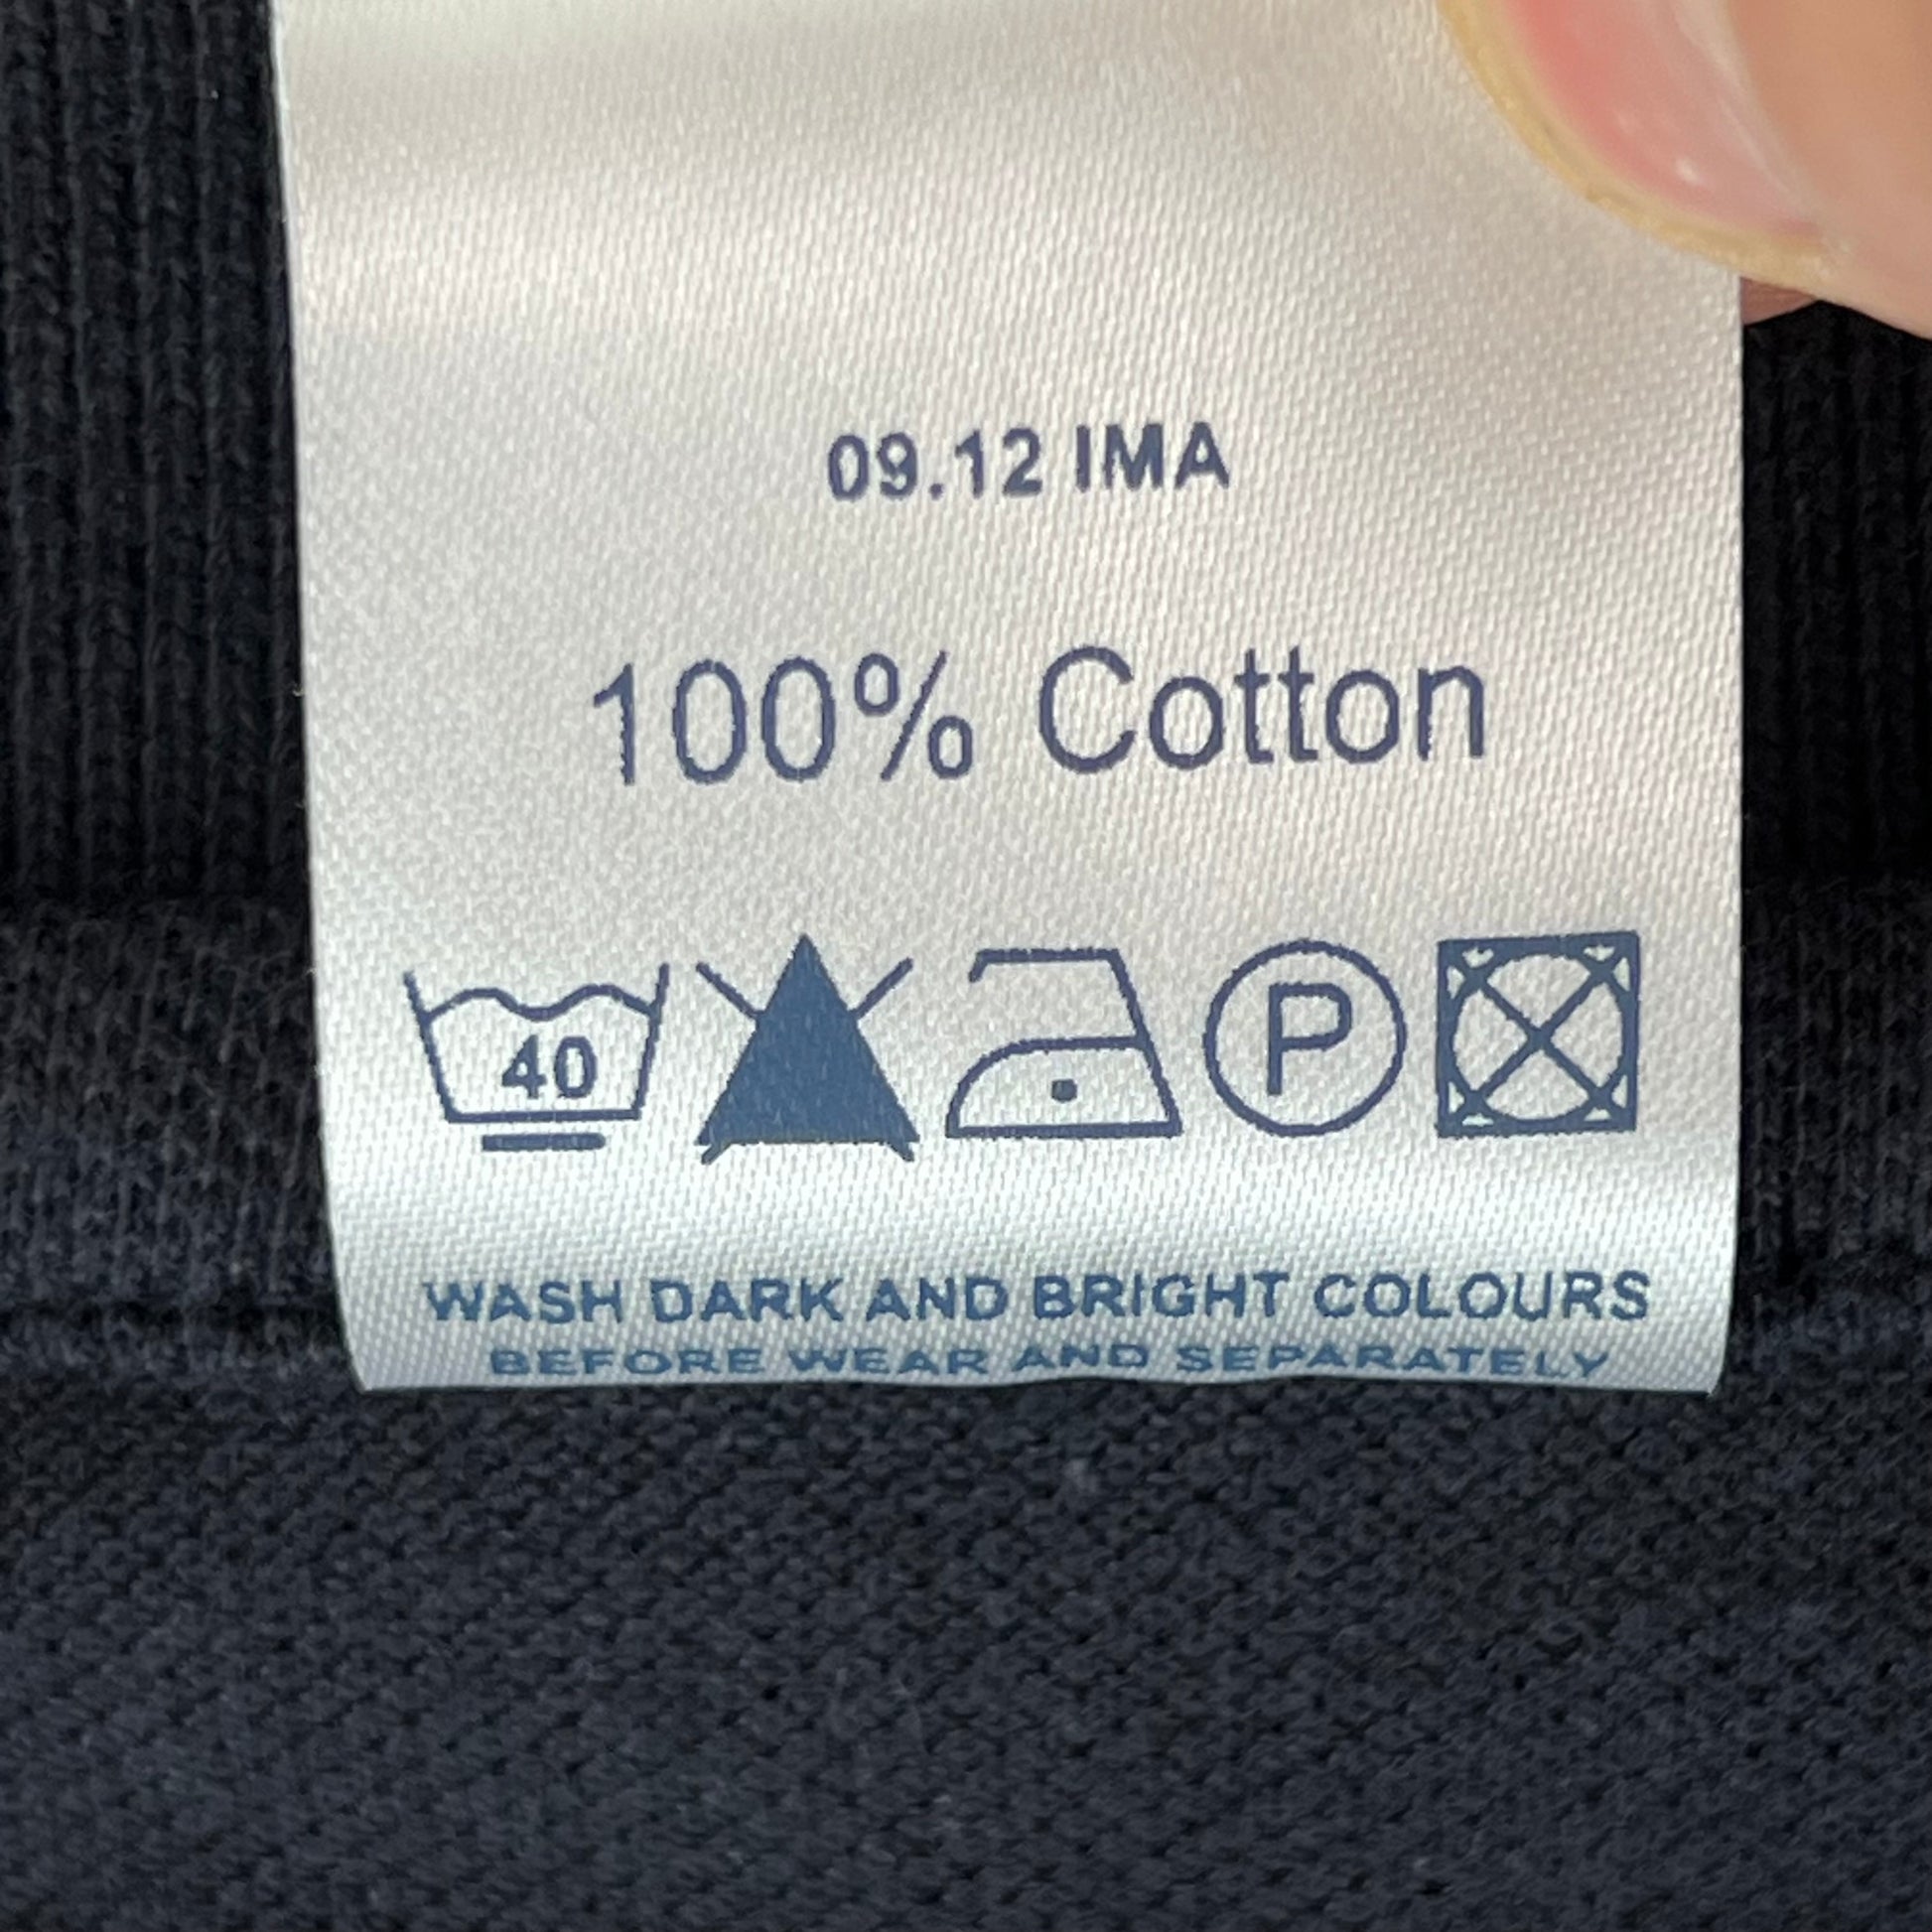 09.12 IMA
100% Cotton
40 P
WASH DARK AND BRIGHT COLOURS
BEFORE WEAR AND SEPARATELY